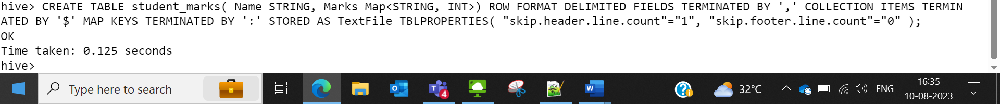 hive> CREATE TABLE student_marks( Name STRING, Marks Map<STRING, INT>) ROW FORMAT DELIMITED FIELDS TERMINATED BY ',' COLLECTION ITEMS TERMIN
ATED BY '$' MAP KEYS TERMINATED BY ':' STORED AS TextFile TBLPROPERTIES( "skip.header.line.count"="1", "skip.footer.line.count"="0" );
OK
Time taken: 0.125 seconds
hive>
Type here to search 4 32°C ENG 16:35
10-08-2023